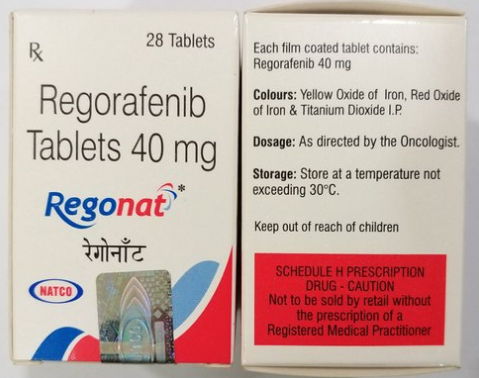 Rx
28 Tablets
Regorafenib
Tablets 40 mg
Regonat*
रेगोनॉट
NATCO
Each film coated tablet contains:
Regorafenib 40 mg
Colours: Yellow Oxide of Iron, Red Oxide
of Iron & Titanium Dioxide I.P.
Dosage: As directed by the Oncologist.
Storage: Store at a temperature not
exceeding 30°C.
Keep out of reach of children
SCHEDULE H PRESCRIPTION
DRUG - CAUTION
Not to be sold by retail without
the prescription of a
Registered Medical Practitioner